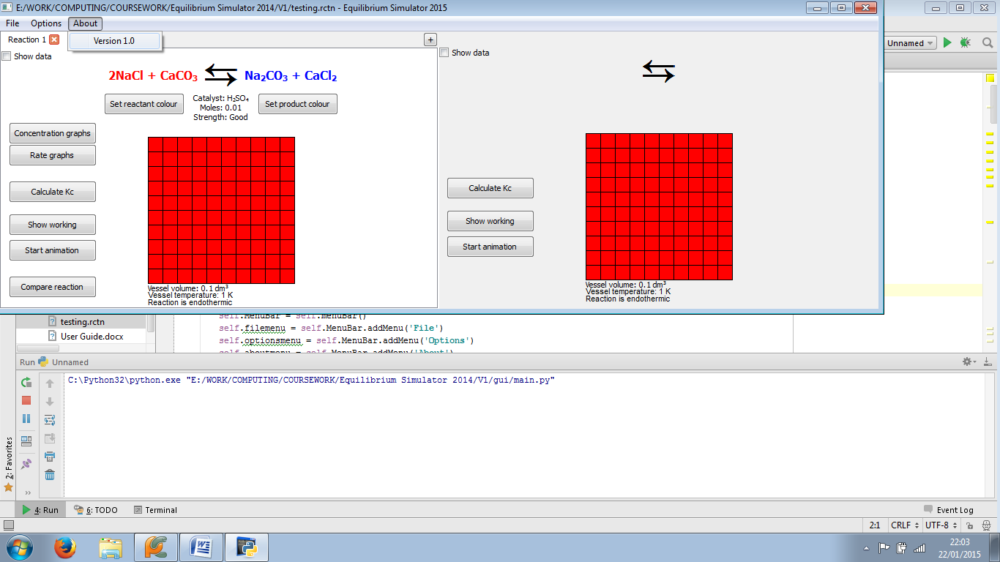 E:/WORK/COMPUTING/COURSEWORK/Equilibrium Simulator 2014/V1/testing.rctn - Equilibrium Simulator 2015
File Options About
Version 1.0
Reaction 1
+
Show data
2NaCl + CaCO₃ ⇆ Na₂CO₃ + CaCl₂
Set reactant colour
Catalyst: H₂SO₄
Moles: 0.01
Strength: Good
Set product colour
Concentration graphs
Rate graphs
Calculate Kc
Show working
Start animation
Compare reaction
Vessel volume: 0.1 dm³
Vessel temperature: 1 K
Reaction is endothermic
Show data
⇆
Calculate Kc
Show working
Start animation
Vessel volume: 0.1 dm³
Vessel temperature: 1 K
Reaction is endothermic
Unnamed
testing.rctn
User Guide.docx
self.MenuBar = self.menuBar()
self.filemenu = self.MenuBar.addMenu('File')
self.optionsmenu = self.MenuBar.addMenu('Options')
self.aboutmenu = self.MenuBar.addMenu('About')
Run Unnamed
C:\Python32\python.exe "E:/WORK/COMPUTING/COURSEWORK/Equilibrium Simulator 2014/V1/gui/main.py"
2: Favorites
4: Run 6: TODO Terminal Event Log
2:1 CRLF UTF-8
22:03
22/01/2015